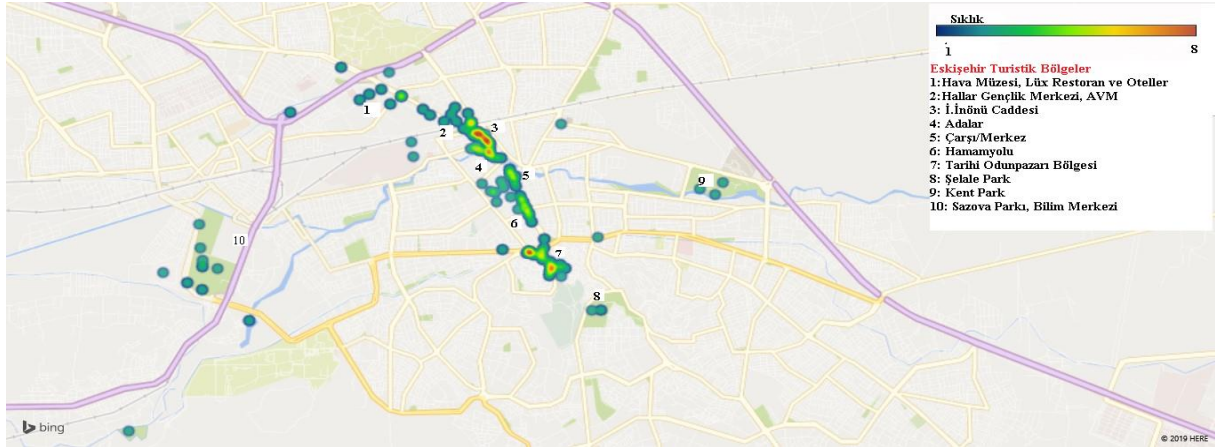 Sıklık
1
8
Eskişehir Turistik Bölgeler
1:Hava Müzesi, Lüx Restoran ve Oteller
2:Hallar Gençlik Merkezi, AVM
3: İ.İnönü Caddesi
4: Adalar
5: Çarşı/Merkez
6: Hamamyolu
7: Tarihi Odunpazarı Bölgesi
8: Şelale Park
9: Kent Park
10: Sazova Parkı, Bilim Merkezi
1
2
3
4
5
9
6
10
7
8
bing
© 2019 HERE